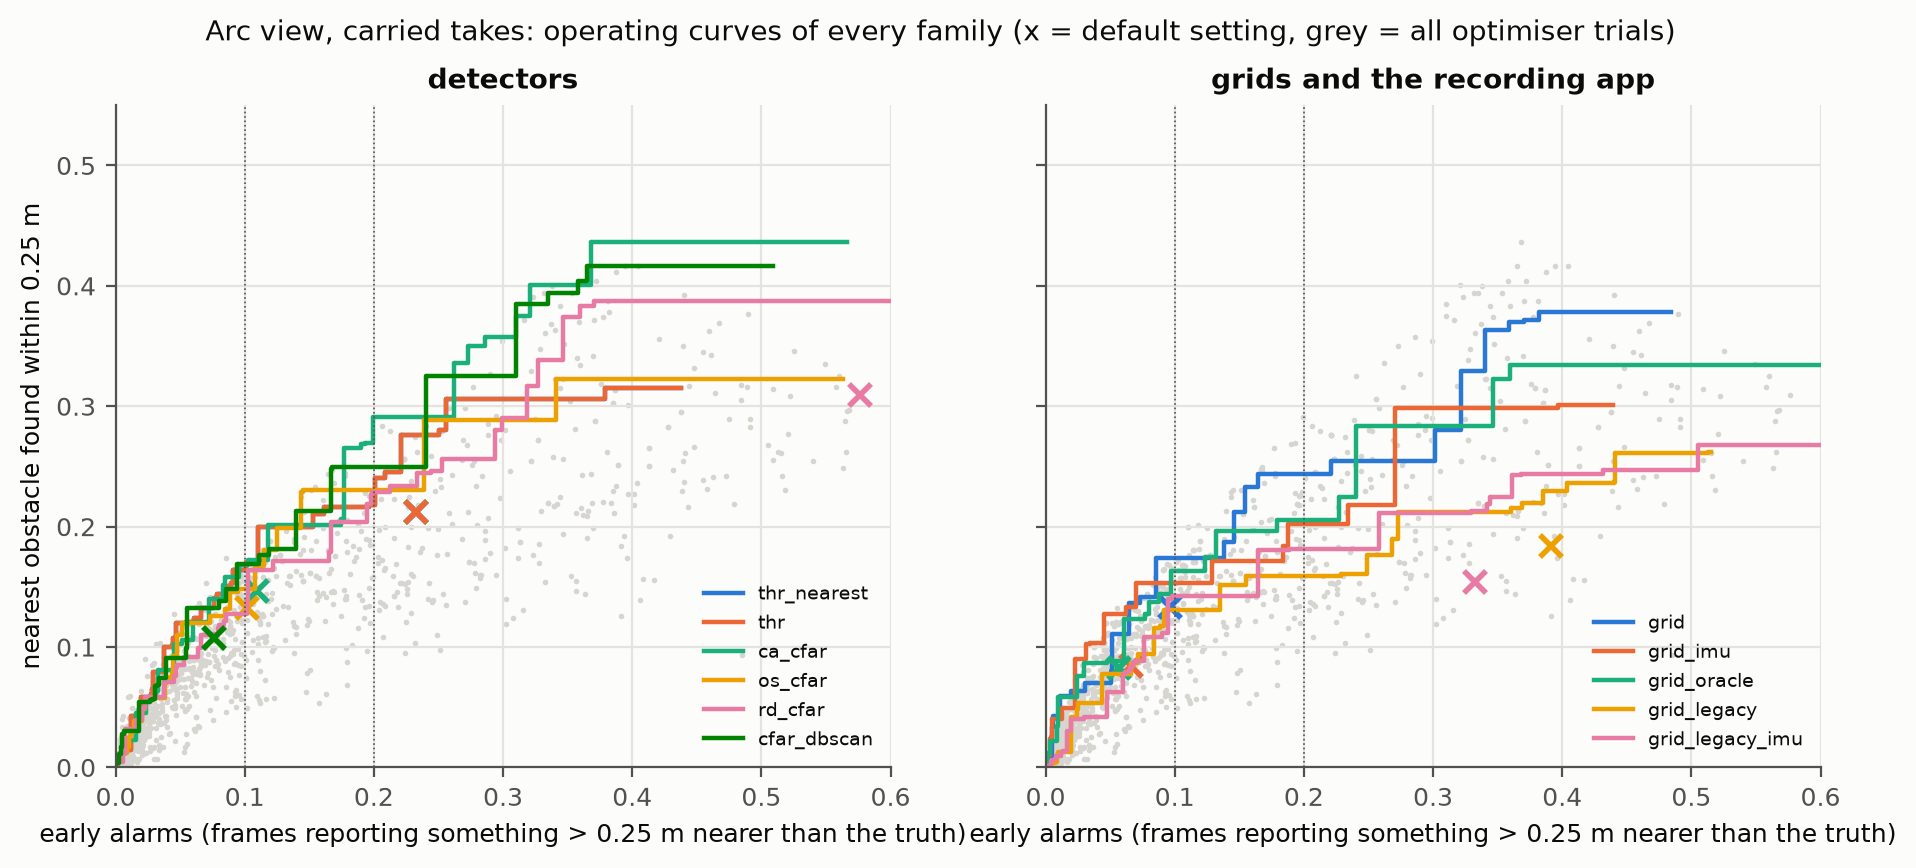 Arc view, carried takes: operating curves of every family (x = default setting, grey = all optimiser trials)
detectors
nearest obstacle found within 0.25 m
0.5
0.4
0.3
0.2
0.1
0.0
thr_nearest
thr
ca_cfar
os_cfar
rd_cfar
cfar_dbscan
0.0 0.1 0.2 0.3 0.4 0.5 0.6
early alarms (frames reporting something > 0.25 m nearer than the truth)
grids and the recording app
grid
grid_imu
grid_oracle
grid_legacy
grid_legacy_imu
0.0 0.1 0.2 0.3 0.4 0.5 0.6
early alarms (frames reporting something > 0.25 m nearer than the truth)